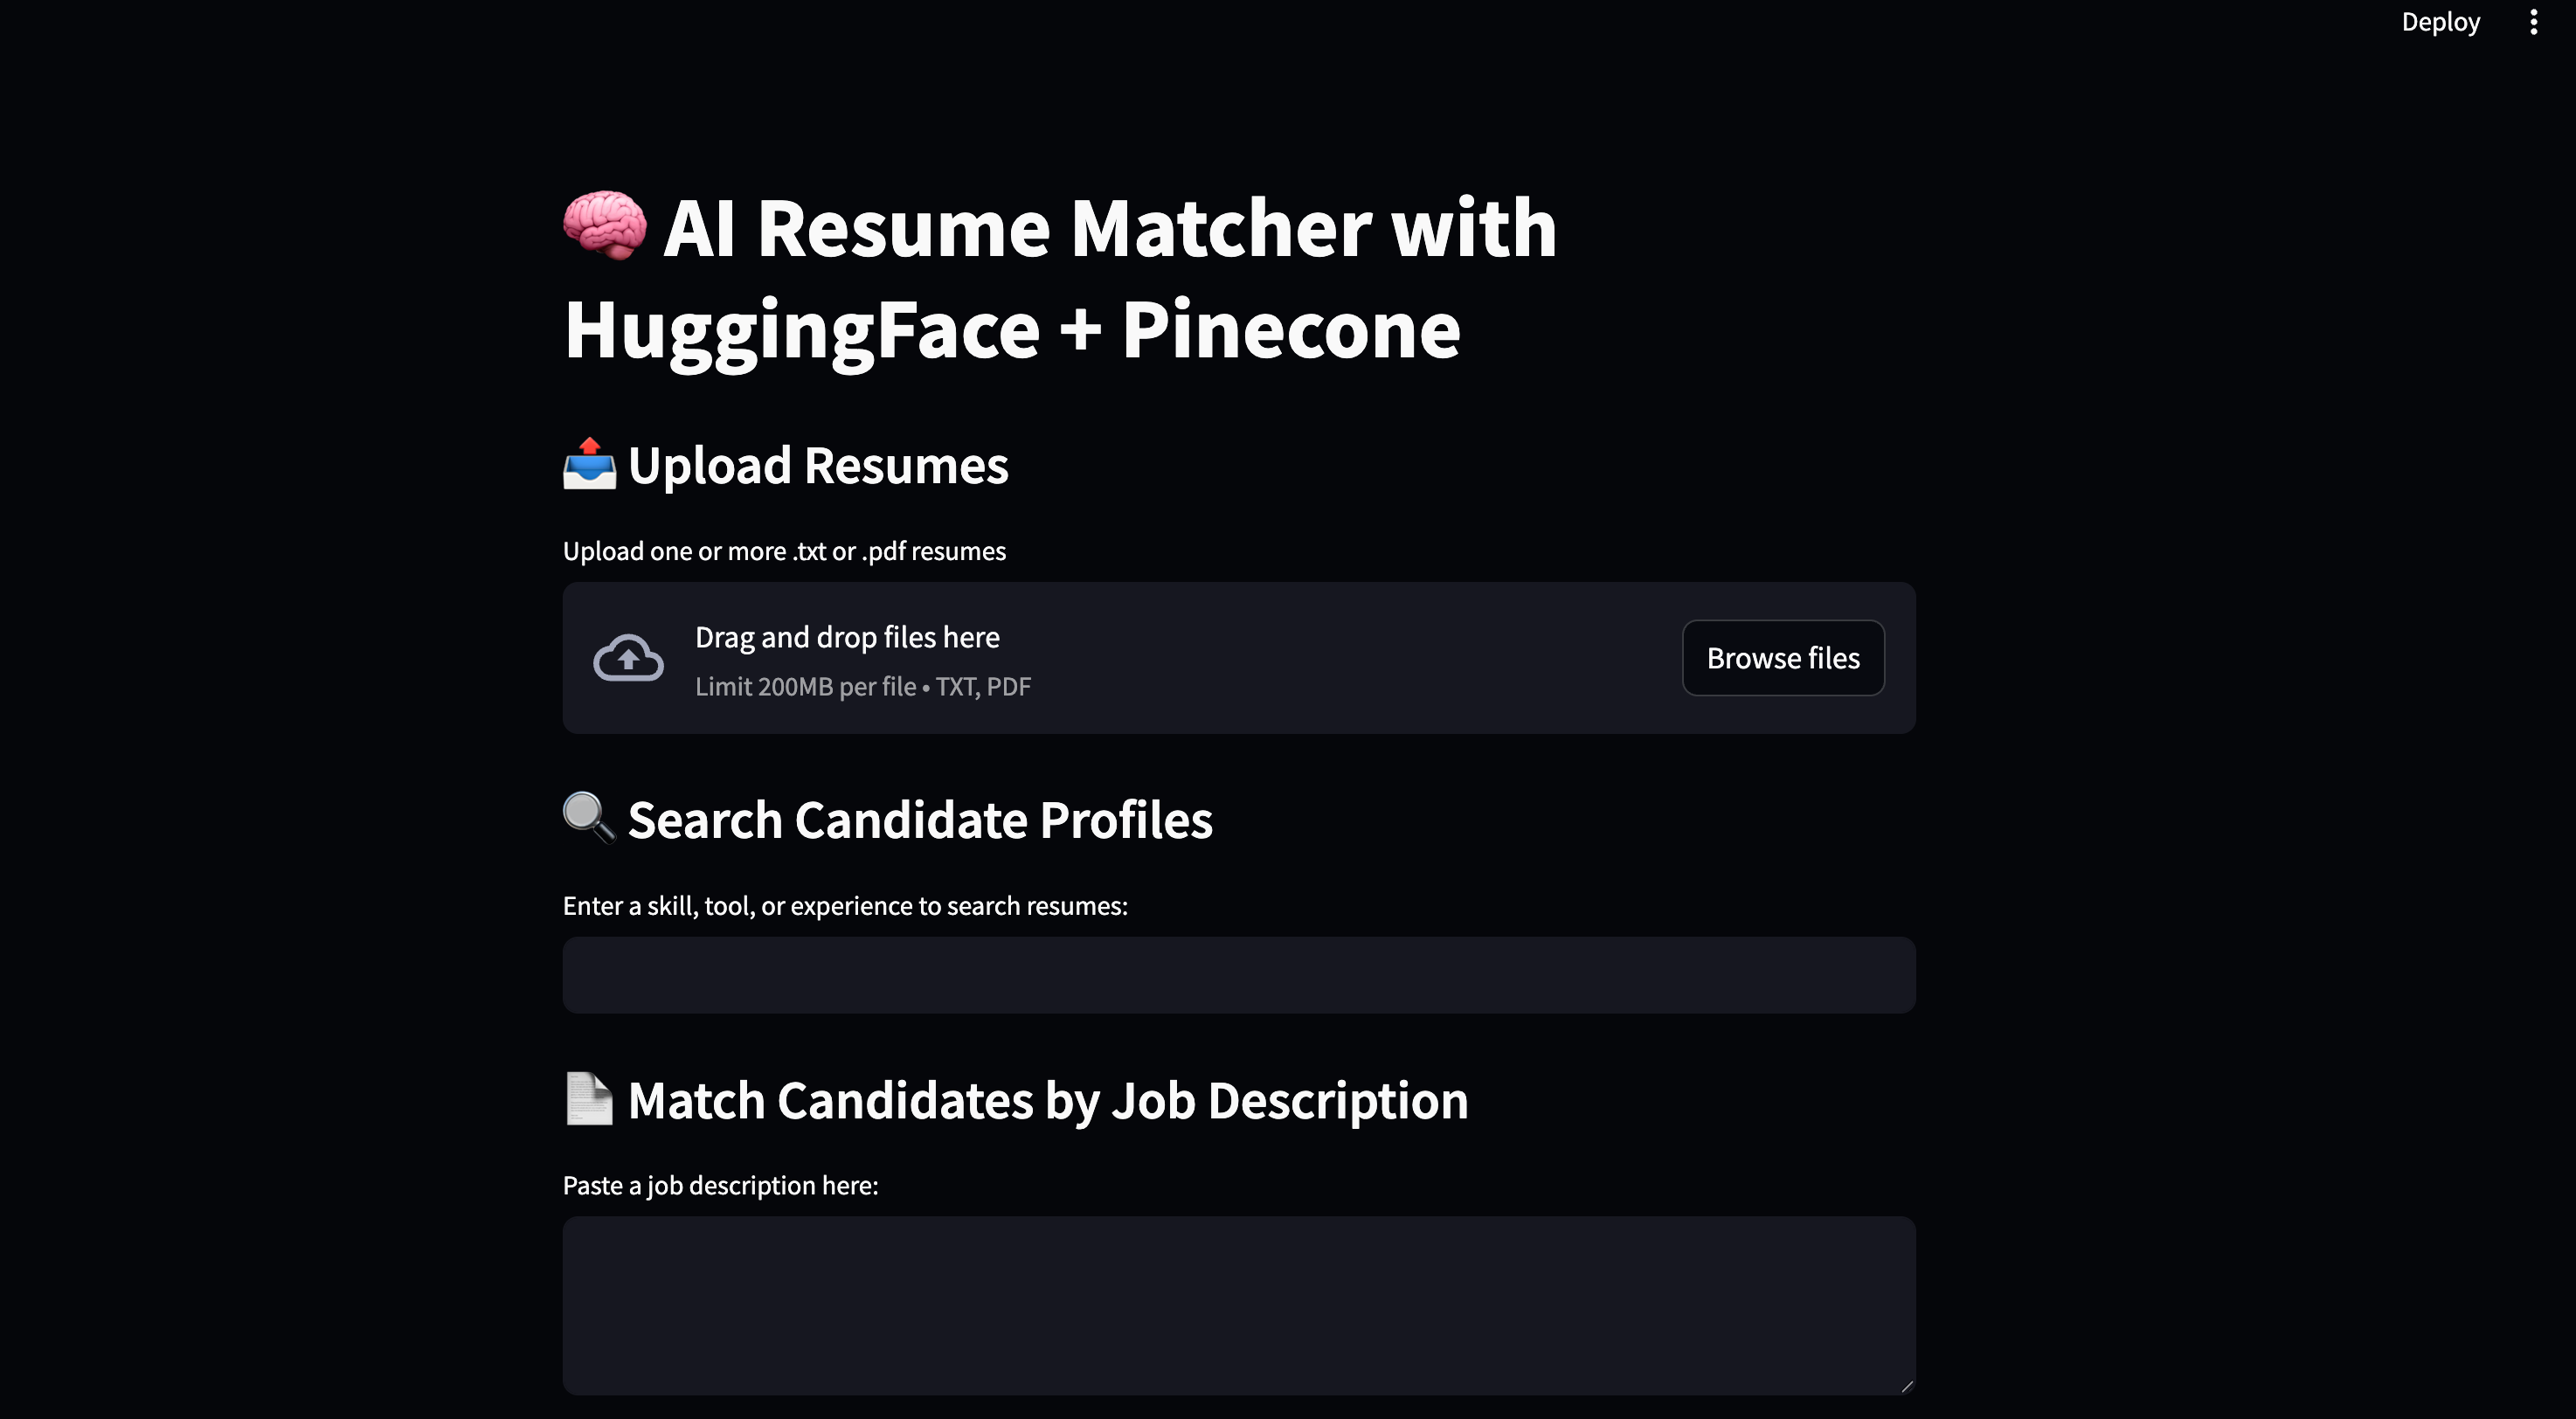 Deploy
🧠 AI Resume Matcher with
HuggingFace + Pinecone
📤 Upload Resumes
Upload one or more .txt or .pdf resumes
Drag and drop files here
Limit 200MB per file • TXT, PDF
Browse files
🔍 Search Candidate Profiles
Enter a skill, tool, or experience to search resumes:
📄 Match Candidates by Job Description
Paste a job description here: